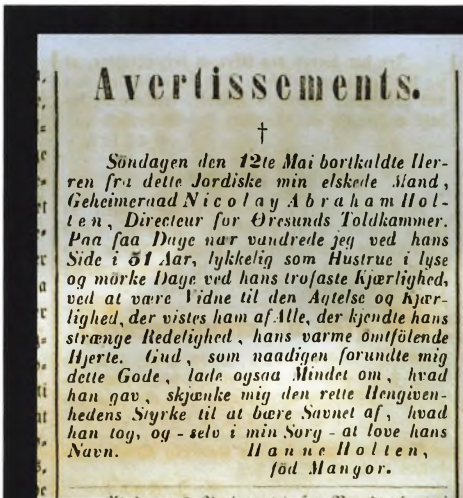 Avertissements.
†
Söndagen den 12te Mai bortkaldte Her-
ren fra dette Jordiske min elskede Mand,
Geheimeraad Nicolay Abraham Hol-
ten, Directeur for Øresunds Toldkammer.
Paa faa Dage nær vandrede jeg ved hans
Side i 51 Aar, lykkelig som Hustrue i lyse
og mörke Dage ved hans trofaste Kjærlighed,
ved at være Vidne til den Agtelse og Kjær-
lighed, der vistes ham af Alle, der kjendte hans
strænge Redelighed, hans varme ömtfölende
Hjerte. Gud, som naadigen forundte mig
dette Gode, lade ogsaa Mindet om, hvad
han gav, skjænke mig den rette Hengiven-
hedens Styrke til at bære Savnet af, hvad
han tog, og - selv i min Sorg - at love hans
Navn. Hanne Holten,
föd Mangor.